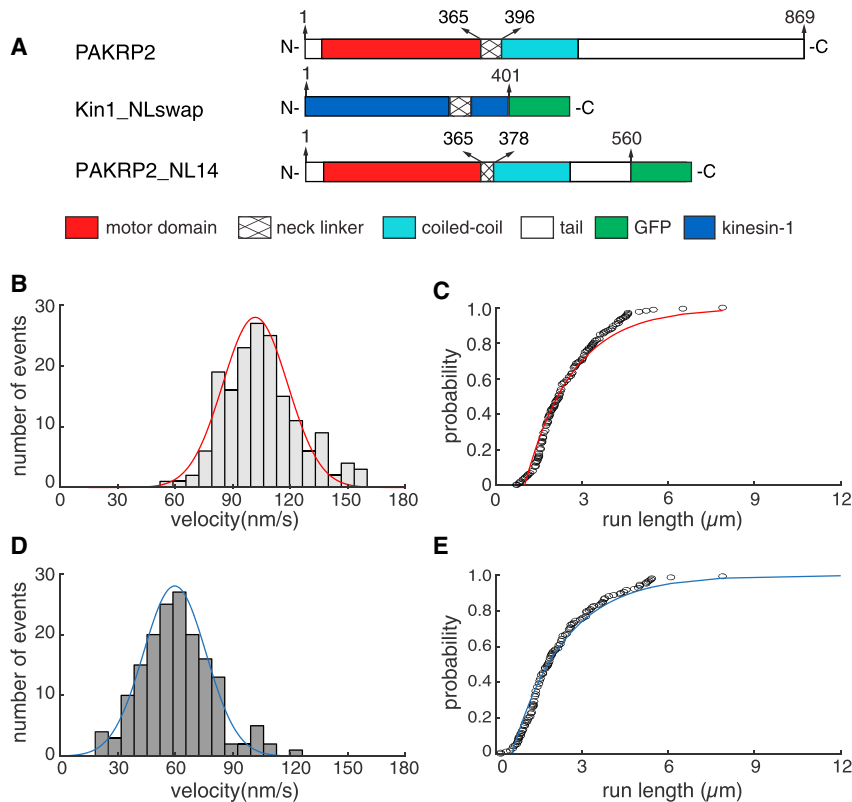 A
PAKRP2
N-
1
365
396
869
-C
Kin1_NLswap
N-
1
401
-C
PAKRP2_NL14
N-
1
365
378
560
-C
motor domain
neck linker
coiled-coil
tail
GFP
kinesin-1
B
number of events
30
20
10
0
0 30 60 90 120 150 180
velocity(nm/s)
C
probability
1.0
0.8
0.6
0.4
0.2
0
0 3 6 9 12
run length (µm)
D
number of events
30
20
10
0
0 30 60 90 120 150 180
velocity(nm/s)
E
probability
1.0
0.8
0.6
0.4
0.2
0
0 3 6 9 12
run length (µm)